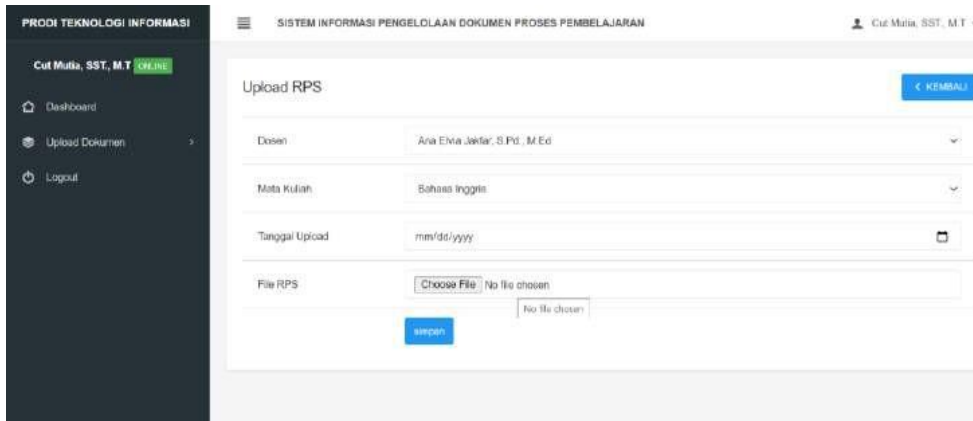 PRODI TEKNOLOGI INFORMASI
SISTEM INFORMASI PENGELOLAAN DOKUMEN PROSES PEMBELAJARAN
Cut Mutia, SST, M.T
Cut Mutia, SST., M.T ONLINE
Dashboard
Upload Dokumen
Logout
Upload RPS
KEMBALI
Dosen
Ana Elvia Jakfar, S.Pd., M.Ed
Mata Kuliah
Bahasa Inggris
Tanggal Upload
mm/dd/yyyy
File RPS
Choose File No file chosen
No file chosen
simpan